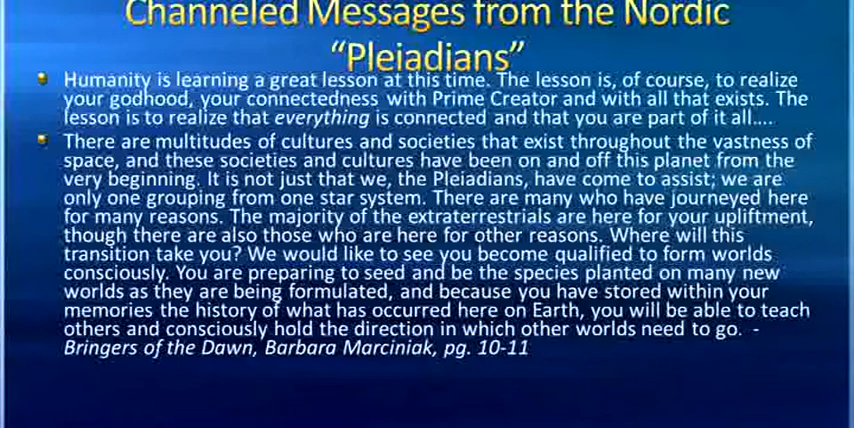 Channeled Messages from the Nordic
“Pleiadians”
Humanity is learning a great lesson at this time. The lesson is, of course, to realize
your godhood, your connectedness with Prime Creator and with all that exists. The
lesson is to realize that everything is connected and that you are part of it all....
There are multitudes of cultures and societies that exist throughout the vastness of
space, and these societies and cultures have been on and off this planet from the
very beginning. It is not just that we, the Pleiadians, have come to assist; we are
only one grouping from one star system. There are many who have journeyed here
for many reasons. The majority of the extraterrestrials are here for your upliftment,
though there are also those who are here for other reasons. Where will this
transition take you? We would like to see you become qualified to form worlds
consciously. You are preparing to seed and be the species planted on many new
worlds as they are being formulated, and because you have stored within your
memories the history of what has occurred here on Earth, you will be able to teach
others and consciously hold the direction in which other worlds need to go. -
Bringers of the Dawn, Barbara Marciniak, pg. 10-11